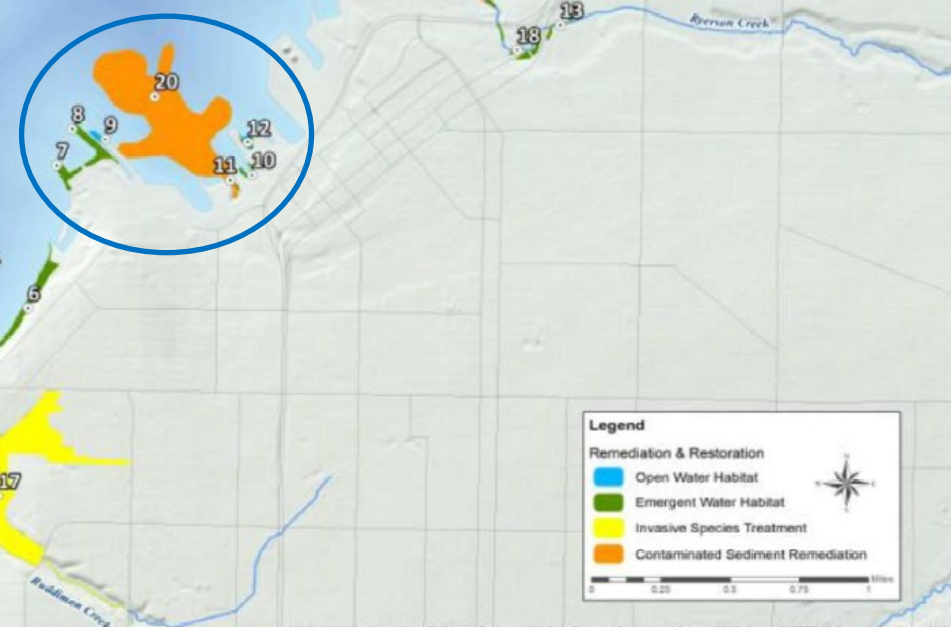 13
Ryerson Creek
18
20
8
9
12
7
11
10
6
17
Ruddiman Creek
Legend
Remediation & Restoration
Open Water Habitat
Emergent Water Habitat
Invasive Species Treatment
Contaminated Sediment Remediation
Miles
0 0.25 0.5 0.75 1